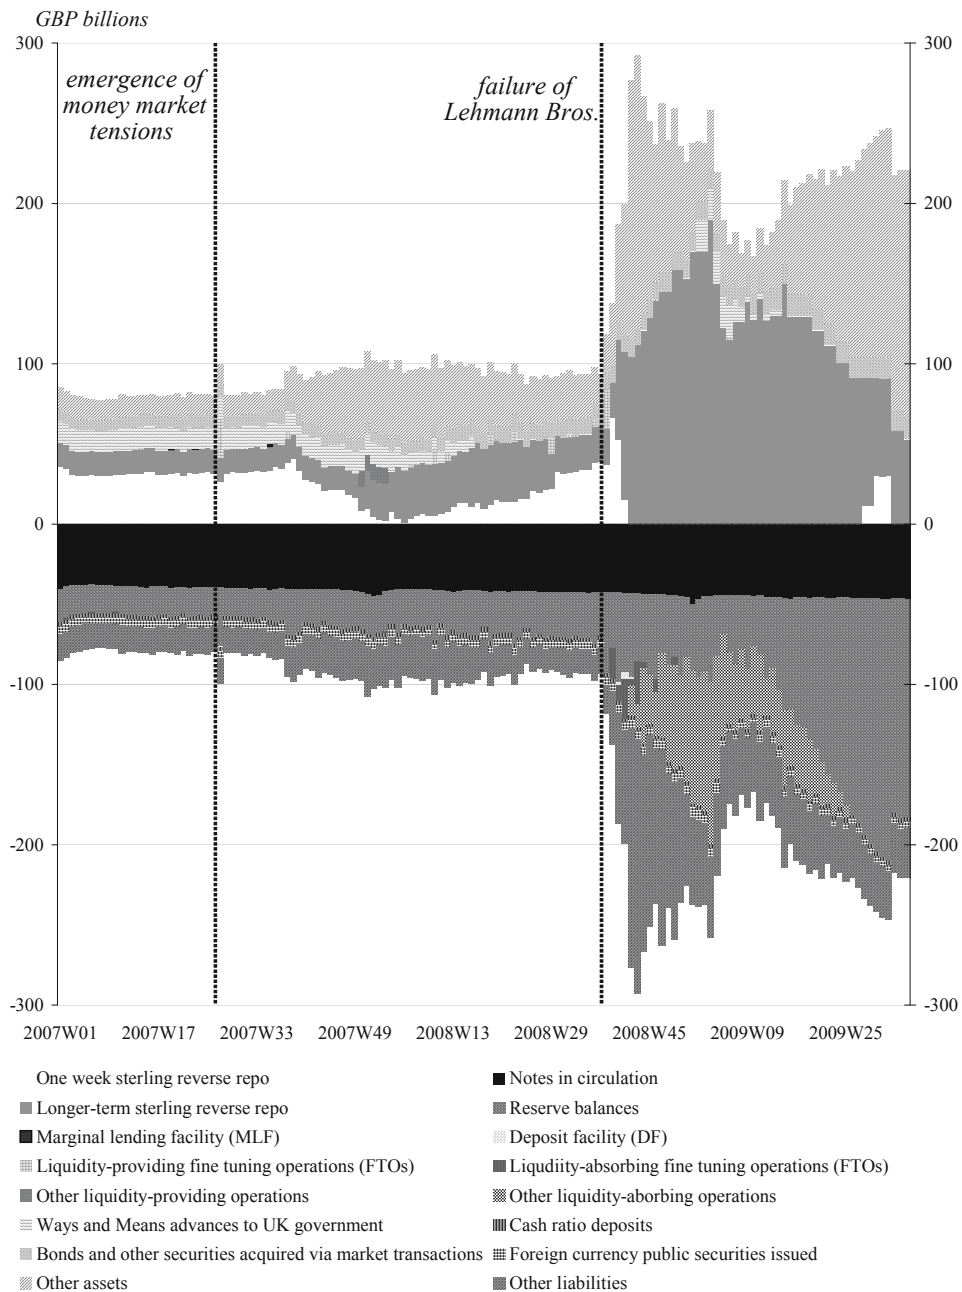 GBP billions
300 300
emergence of
money market
tensions
failure of
Lehmann Bros.
200 200
100 100
0 0
-100 -100
-200 -200
-300 -300
2007W01 2007W17 2007W33 2007W49 2008W13 2008W29 2008W45 2009W09 2009W25
One week sterling reverse repo Notes in circulation
Longer-term sterling reverse repo Reserve balances
Marginal lending facility (MLF) Deposit facility (DF)
Liquidity-providing fine tuning operations (FTOs) Liqudiity-absorbing fine tuning operations (FTOs)
Other liquidity-providing operations Other liquidity-aborbing operations
Ways and Means advances to UK government Cash ratio deposits
Bonds and other securities acquired via market transactions Foreign currency public securities issued
Other assets Other liabilities